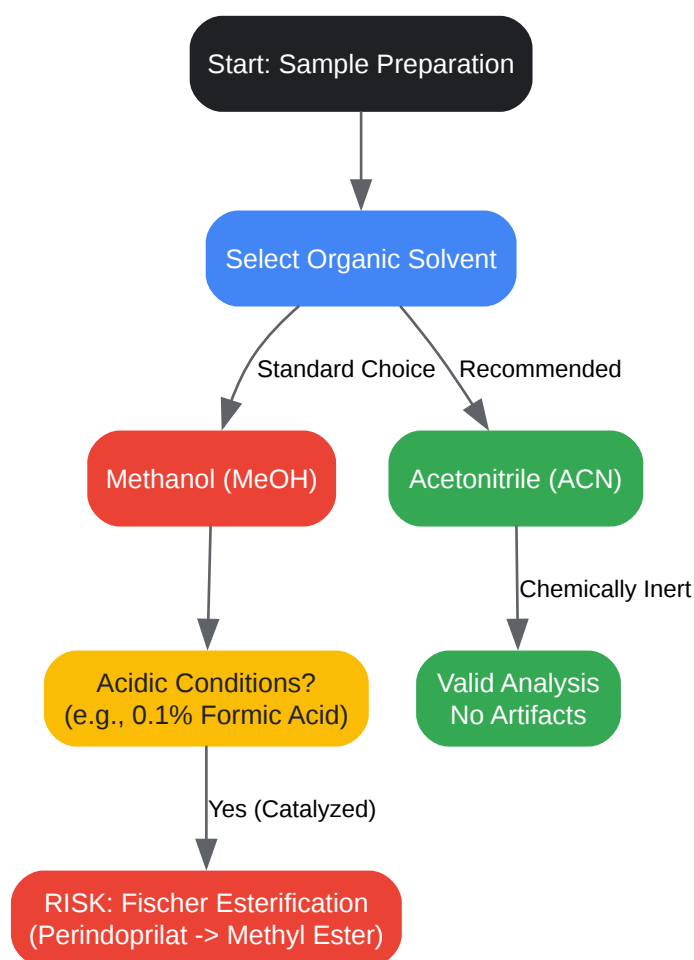 Start: Sample Preparation
Select Organic Solvent
Standard Choice
Recommended
Methanol (MeOH)
Acetonitrile (ACN)
Chemically Inert
Acidic Conditions?
(e.g., 0.1% Formic Acid)
Valid Analysis
No Artifacts
Yes (Catalyzed)
RISK: Fischer Esterification
(Perindoprilat -> Methyl Ester)